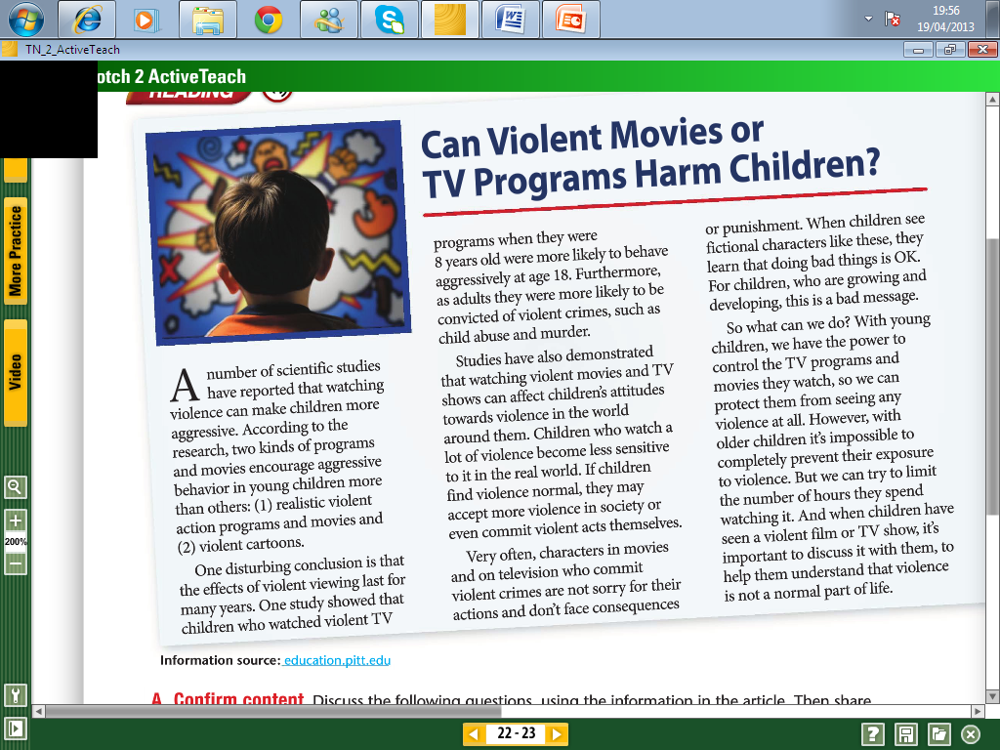 19:56
19/04/2013
TN_2_ActiveTeach
otch 2 ActiveTeach
READING
More Practice
Video
200%
Can Violent Movies or
TV Programs Harm Children?
A number of scientific studies
have reported that watching
violence can make children more
aggressive. According to the
research, two kinds of programs
and movies encourage aggressive
behavior in young children more
than others: (1) realistic violent
action programs and movies and
(2) violent cartoons.
One disturbing conclusion is that
the effects of violent viewing last for
many years. One study showed that
children who watched violent TV
programs when they were
8 years old were more likely to behave
aggressively at age 18. Furthermore,
as adults they were more likely to be
convicted of violent crimes, such as
child abuse and murder.
Studies have also demonstrated
that watching violent movies and TV
shows can affect children's attitudes
towards violence in the world
around them. Children who watch a
lot of violence become less sensitive
to it in the real world. If children
find violence normal, they may
accept more violence in society or
even commit violent acts themselves.
Very often, characters in movies
and on television who commit
violent crimes are not sorry for their
actions and don't face consequences
or punishment. When children see
fictional characters like these, they
learn that doing bad things is OK.
For children, who are growing and
developing, this is a bad message.
So what can we do? With young
children, we have the power to
control the TV programs and
movies they watch, so we can
protect them from seeing any
violence at all. However, with
older children it's impossible to
completely prevent their exposure
to violence. But we can try to limit
the number of hours they spend
watching it. And when children have
seen a violent film or TV show, it's
important to discuss it with them, to
help them understand that violence
is not a normal part of life.
Information source: education.pitt.edu
A Confirm content Discuss the following questions, using the information in the article. Then share
22 - 23